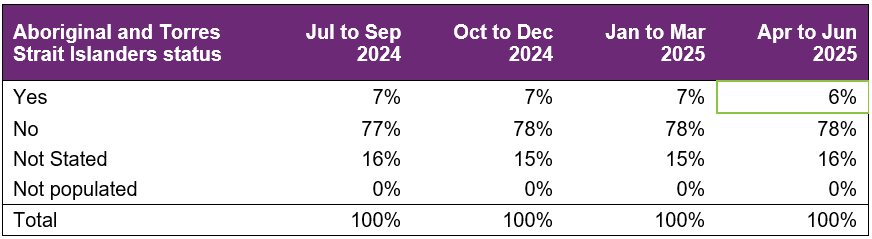 Aboriginal and Torres Strait Islanders status Jul to Sep 2024 Oct to Dec 2024 Jan to Mar 2025 Apr to Jun 2025
Yes 7% 7% 7% 6%
No 77% 78% 78% 78%
Not Stated 16% 15% 15% 16%
Not populated 0% 0% 0% 0%
Total 100% 100% 100% 100%